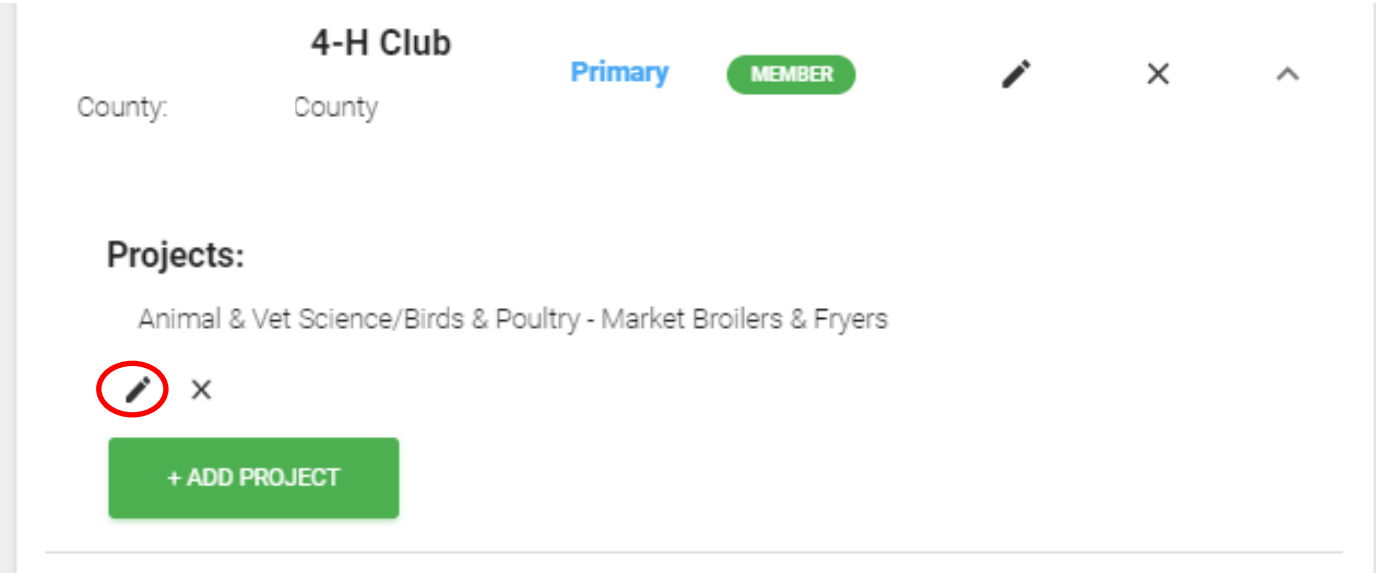 4-H Club
Primary
MEMBER
County: County
Projects:
Animal & Vet Science/Birds & Poultry - Market Broilers & Fryers
+ ADD PROJECT